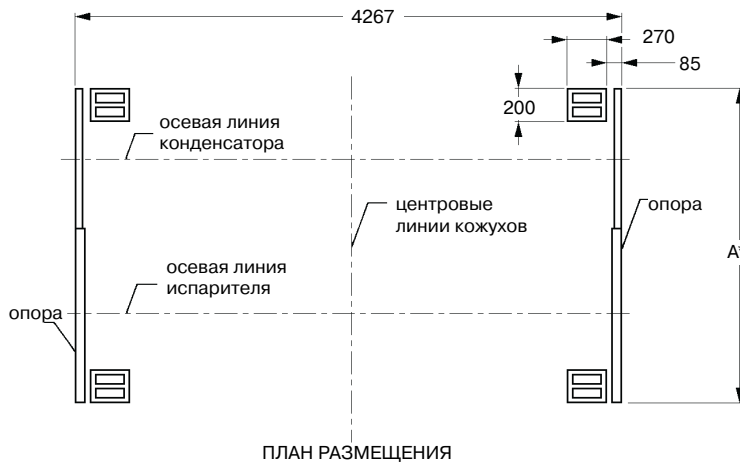 4267
270
85
200
осевая линия
конденсатора
центровые
линии кожухов
опора
A*
осевая линия
испарителя
опора
ПЛАН РАЗМЕЩЕНИЯ